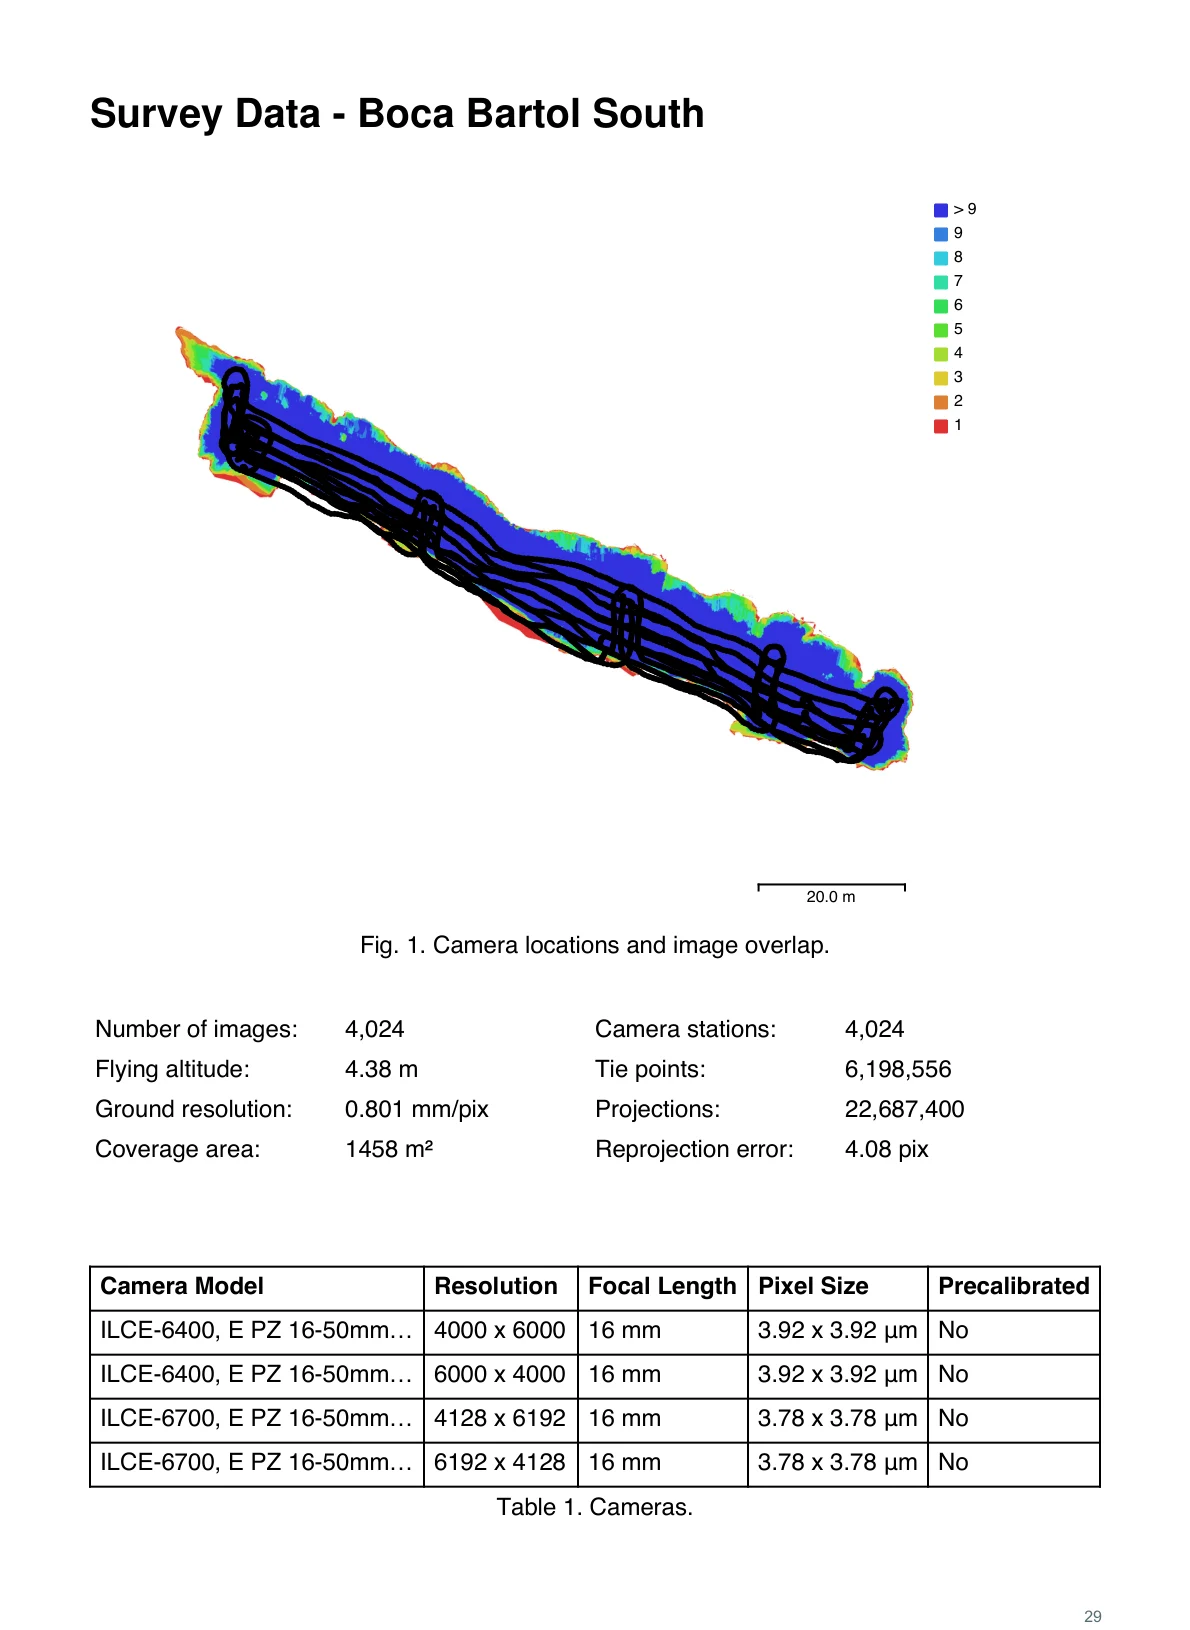 Survey Data - Boca Bartol South
> 9
9
8
7
6
5
4
3
2
1
20.0 m
Fig. 1. Camera locations and image overlap.
Number of images: 4,024 Camera stations: 4,024
Flying altitude: 4.38 m Tie points: 6,198,556
Ground resolution: 0.801 mm/pix Projections: 22,687,400
Coverage area: 1458 m² Reprojection error: 4.08 pix
Camera Model Resolution Focal Length Pixel Size Precalibrated
ILCE-6400, E PZ 16-50mm… 4000 x 6000 16 mm 3.92 x 3.92 μm No
ILCE-6400, E PZ 16-50mm… 6000 x 4000 16 mm 3.92 x 3.92 μm No
ILCE-6700, E PZ 16-50mm… 4128 x 6192 16 mm 3.78 x 3.78 μm No
ILCE-6700, E PZ 16-50mm… 6192 x 4128 16 mm 3.78 x 3.78 μm No
Table 1. Cameras.
29